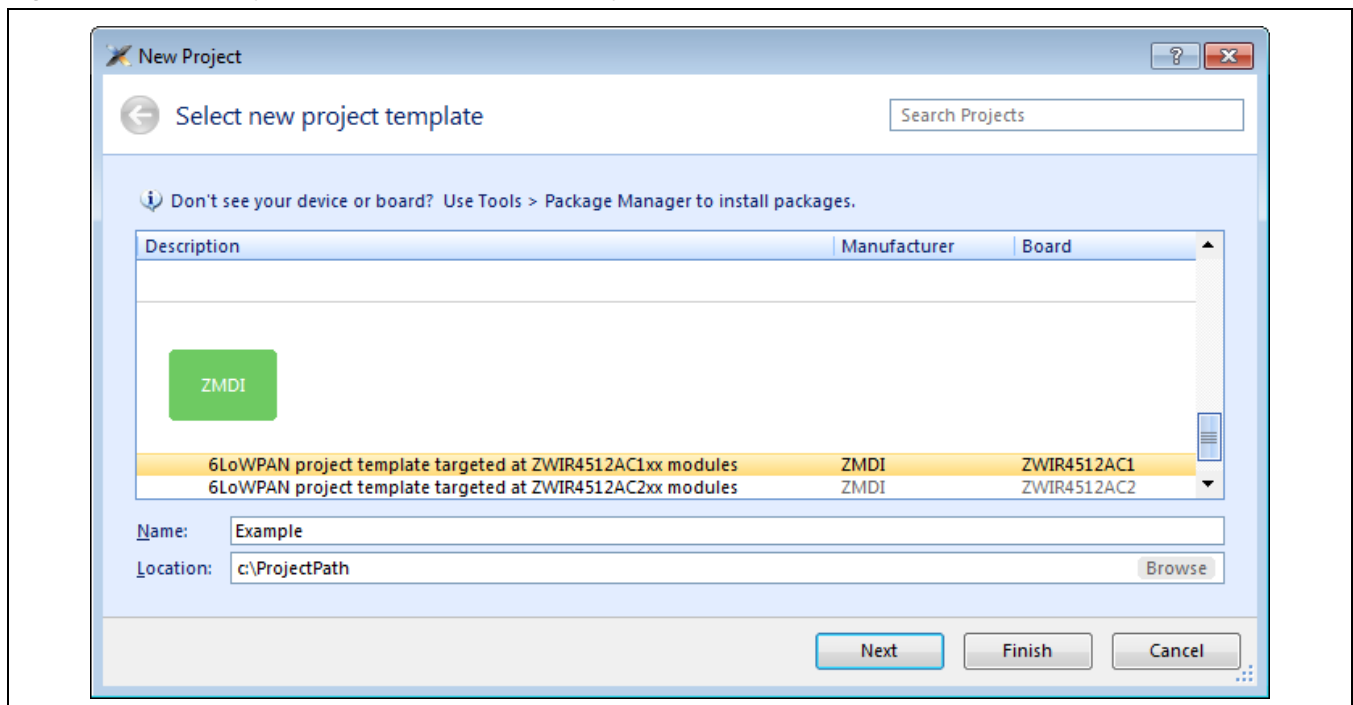 New Project
Select new project template
Search Projects
Don't see your device or board? Use Tools > Package Manager to install packages.
Description Manufacturer Board
ZMDI
6LoWPAN project template targeted at ZWIR4512AC1xx modules ZMDI ZWIR4512AC1
6LoWPAN project template targeted at ZWIR4512AC2xx modules ZMDI ZWIR4512AC2
Name: Example
Location: c:\ProjectPath Browse
Next Finish Cancel